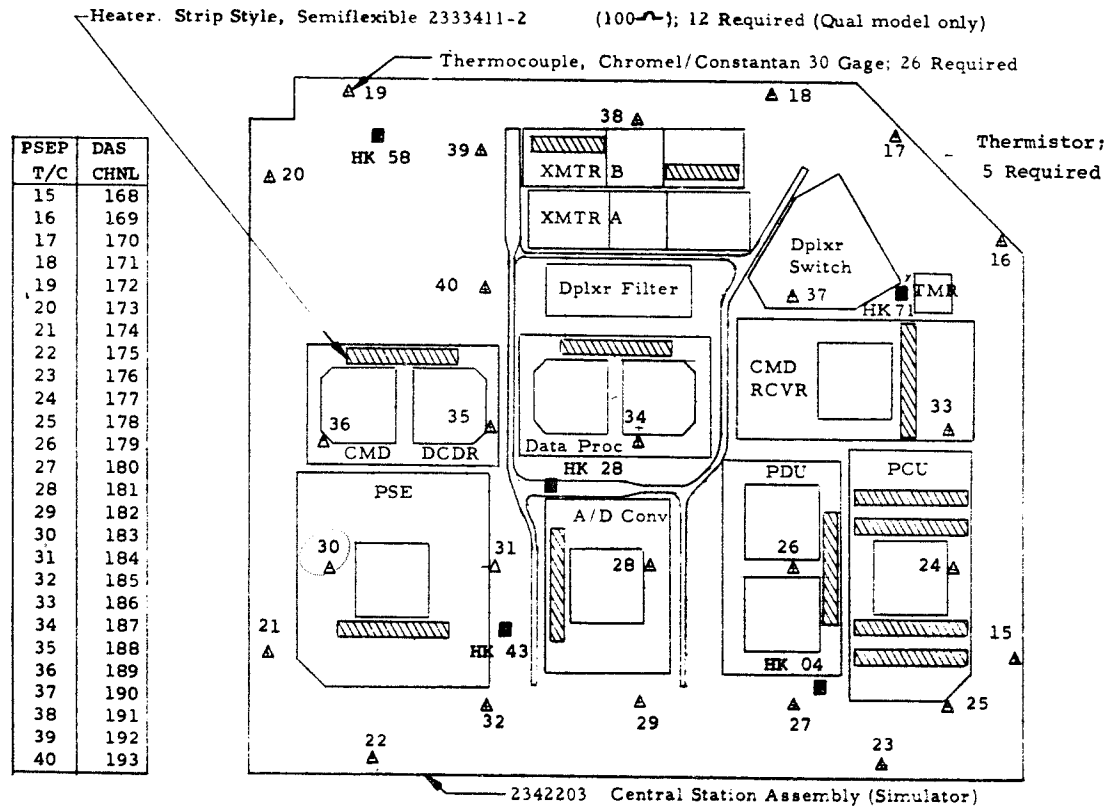 Heater. Strip Style, Semiflexible 2333411-2 (100-Ω-); 12 Required (Qual model only)
Thermocouple, Chromel/Constantan 30 Gage; 26 Required
Thermistor;
5 Required
PSEP DAS
T/C CHNL
15 168
16 169
17 170
18 171
19 172
20 173
21 174
22 175
23 176
24 177
25 178
26 179
27 180
28 181
29 182
30 183
31 184
32 185
33 186
34 187
35 188
36 189
37 190
38 191
39 192
40 193
19
18
38
HK 58
39
17
20
XMTR B
XMTR A
16
Dplxr
Switch
40
Dplxr Filter
37
TMR
HK 71
CMD
RCVR
36
35
34
33
CMD DCDR
Data Proc
HK 28
PSE
PDU
PCU
A/D Conv
30
31
28
26
24
21
15
HK 43
HK 04
32
29
27
25
22
23
2342203 Central Station Assembly (Simulator)